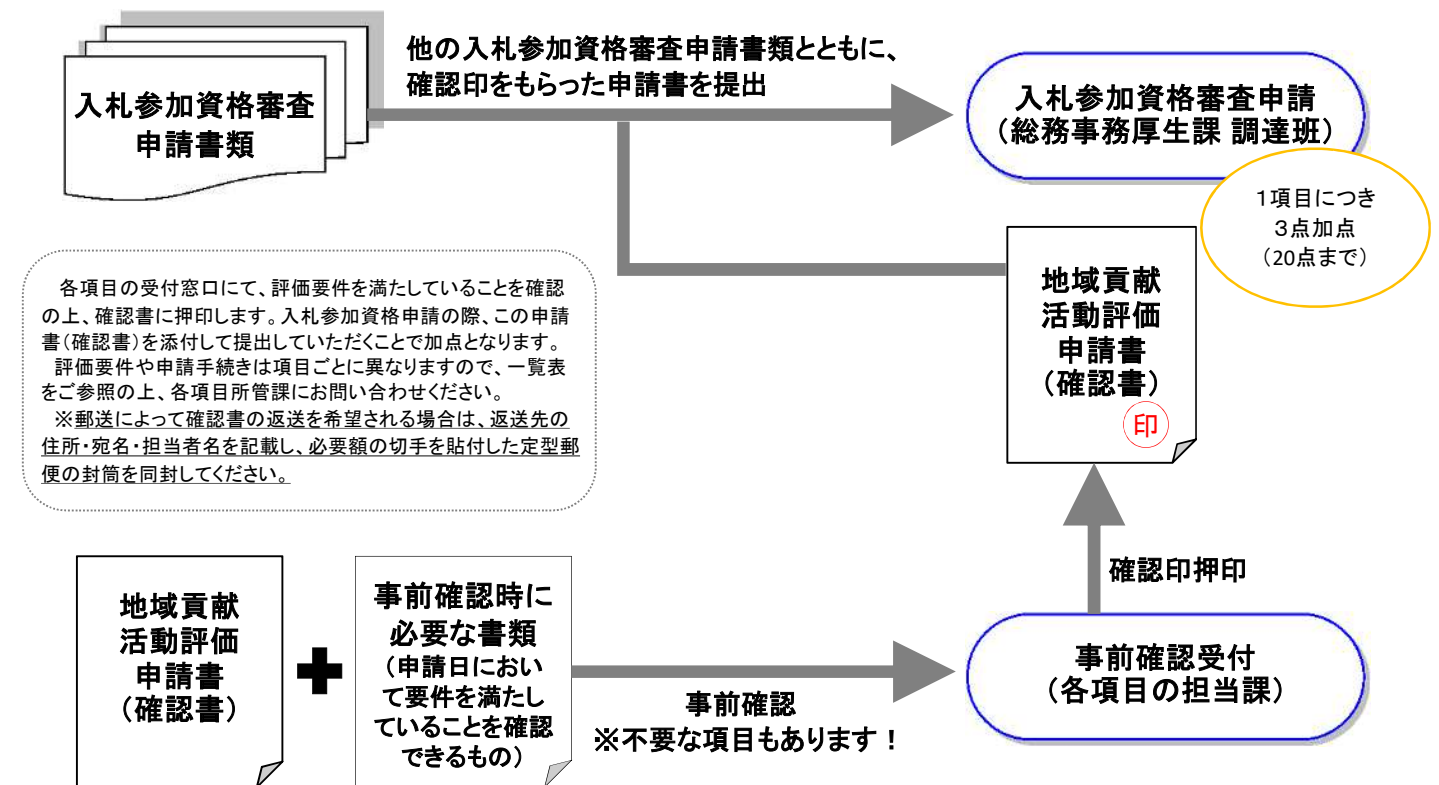 入札参加資格審査
申請書類
他の入札参加資格審査申請書類とともに、
確認印をもらった申請書を提出
入札参加資格審査申請
（総務事務厚生課 調達班）
1項目につき
３点加点
（20点まで）
各項目の受付窓口にて、評価要件を満たしていることを確認
の上、確認書に押印します。入札参加資格申請の際、この申請
書（確認書）を添付して提出していただくことで加点となります。
評価要件や申請手続きは項目ごとに異なりますので、一覧表
をご参照の上、各項目所管課にお問い合わせください。
※郵送によって確認書の返送を希望される場合は、返送先の
住所・宛名・担当者名を記載し、必要額の切手を貼付した定型郵
便の封筒を同封してください。
地域貢献
活動評価
申請書
（確認書）
印
確認印押印
地域貢献
活動評価
申請書
（確認書）
事前確認時に
必要な書類
（申請日におい
て要件を満たし
ていることを確認
できるもの）
事前確認
※不要な項目もあります！
事前確認受付
（各項目の担当課）